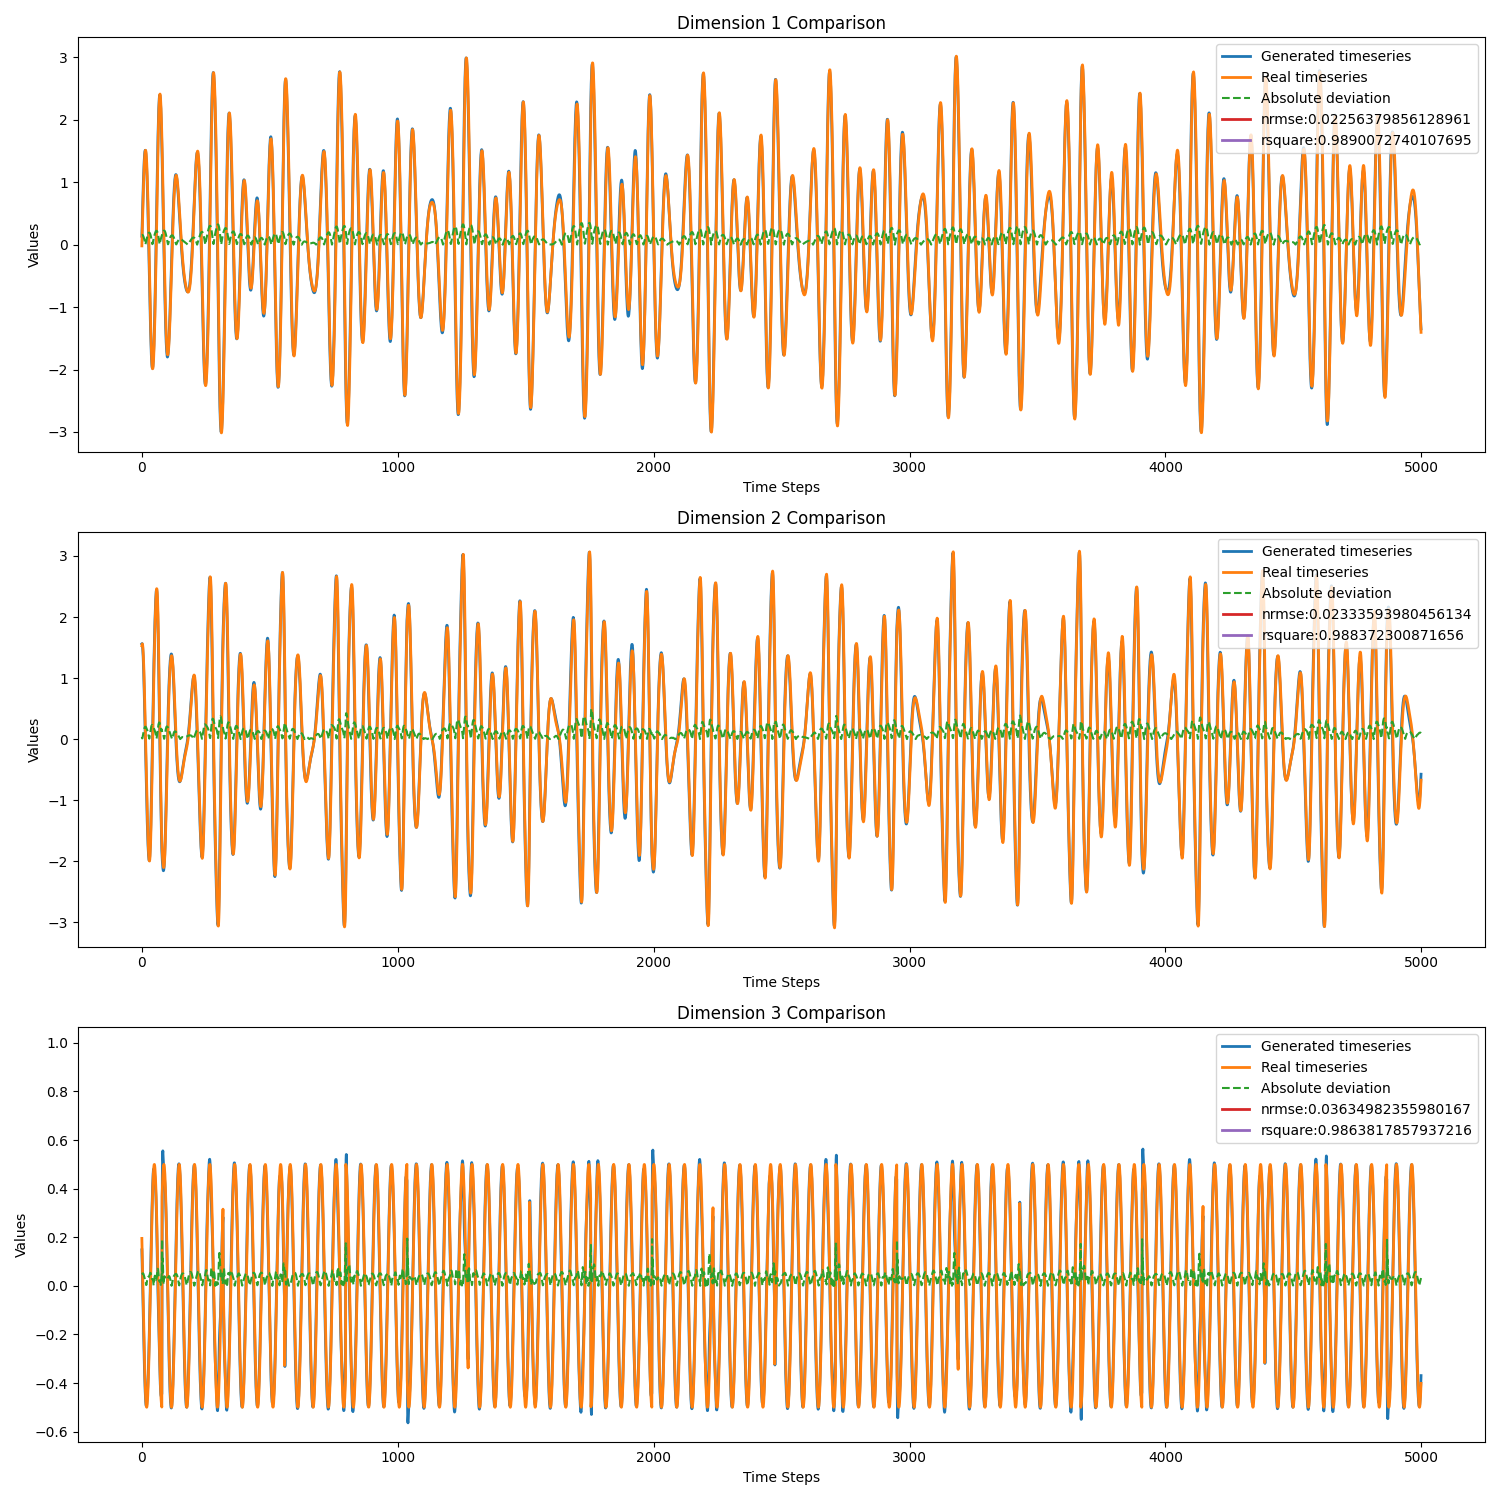 Dimension 1 Comparison
3
2
1
0
−1
−2
−3
Values
Generated timeseries
Real timeseries
Absolute deviation
nrmse:0.02256379856128961
rsquare:0.9890072740107695
0 1000 2000 3000 4000 5000
Time Steps
Dimension 2 Comparison
3
2
1
0
−1
−2
−3
Values
Generated timeseries
Real timeseries
Absolute deviation
nrmse:0.02333593980456134
rsquare:0.988372300871656
0 1000 2000 3000 4000 5000
Time Steps
Dimension 3 Comparison
1.0
0.8
0.6
0.4
0.2
0.0
−0.2
−0.4
−0.6
Values
Generated timeseries
Real timeseries
Absolute deviation
nrmse:0.03634982355980167
rsquare:0.9863817857937216
0 1000 2000 3000 4000 5000
Time Steps